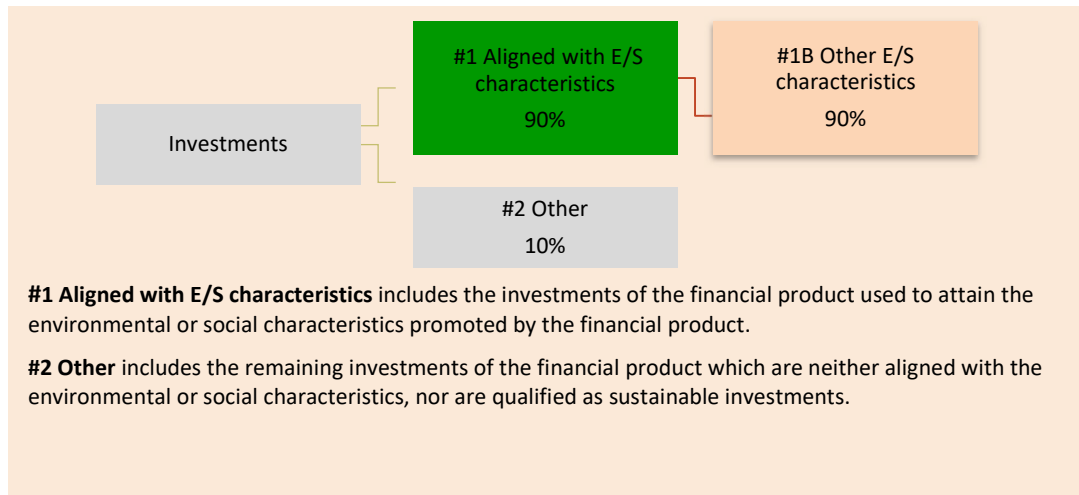 #1 Aligned with E/S
characteristics
90%
#1B Other E/S
characteristics
90%
Investments
#2 Other
10%
#1 Aligned with E/S characteristics includes the investments of the financial product used to attain the
environmental or social characteristics promoted by the financial product.
#2 Other includes the remaining investments of the financial product which are neither aligned with the
environmental or social characteristics, nor are qualified as sustainable investments.